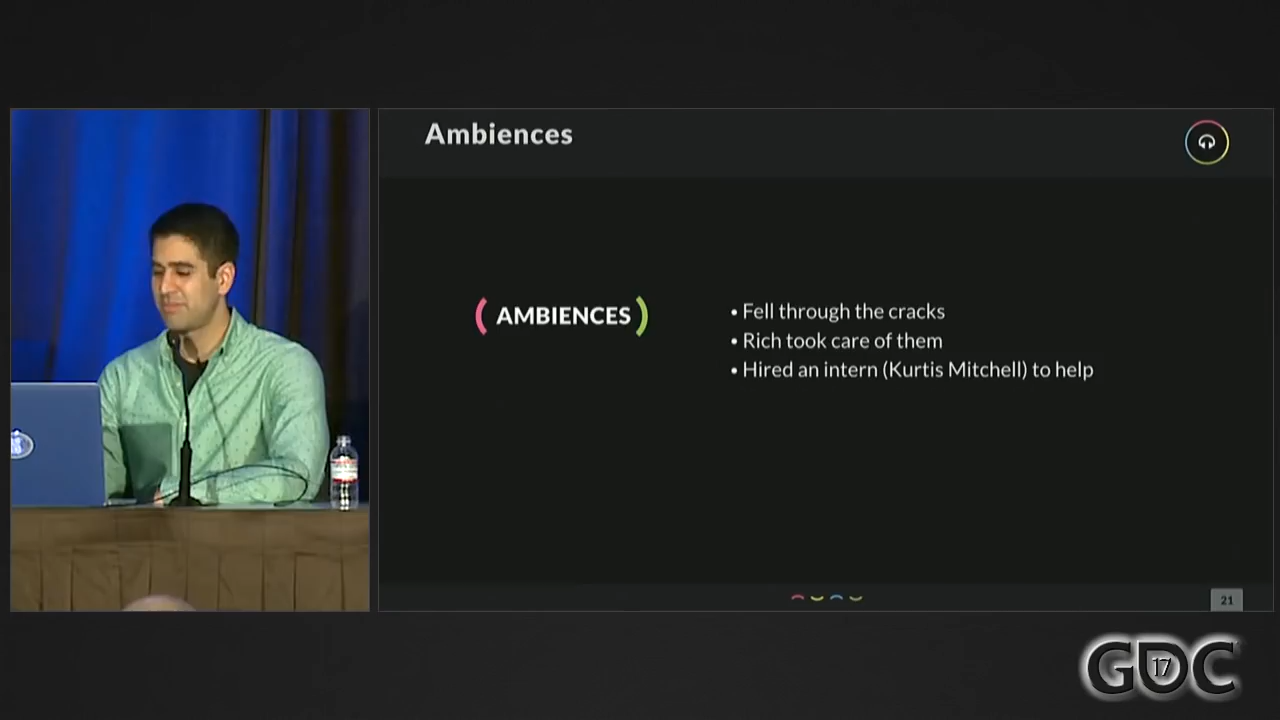 Ambiences
AMBIENCES
• Fell through the cracks
• Rich took care of them
• Hired an intern (Kurtis Mitchell) to help
21
GDC
17